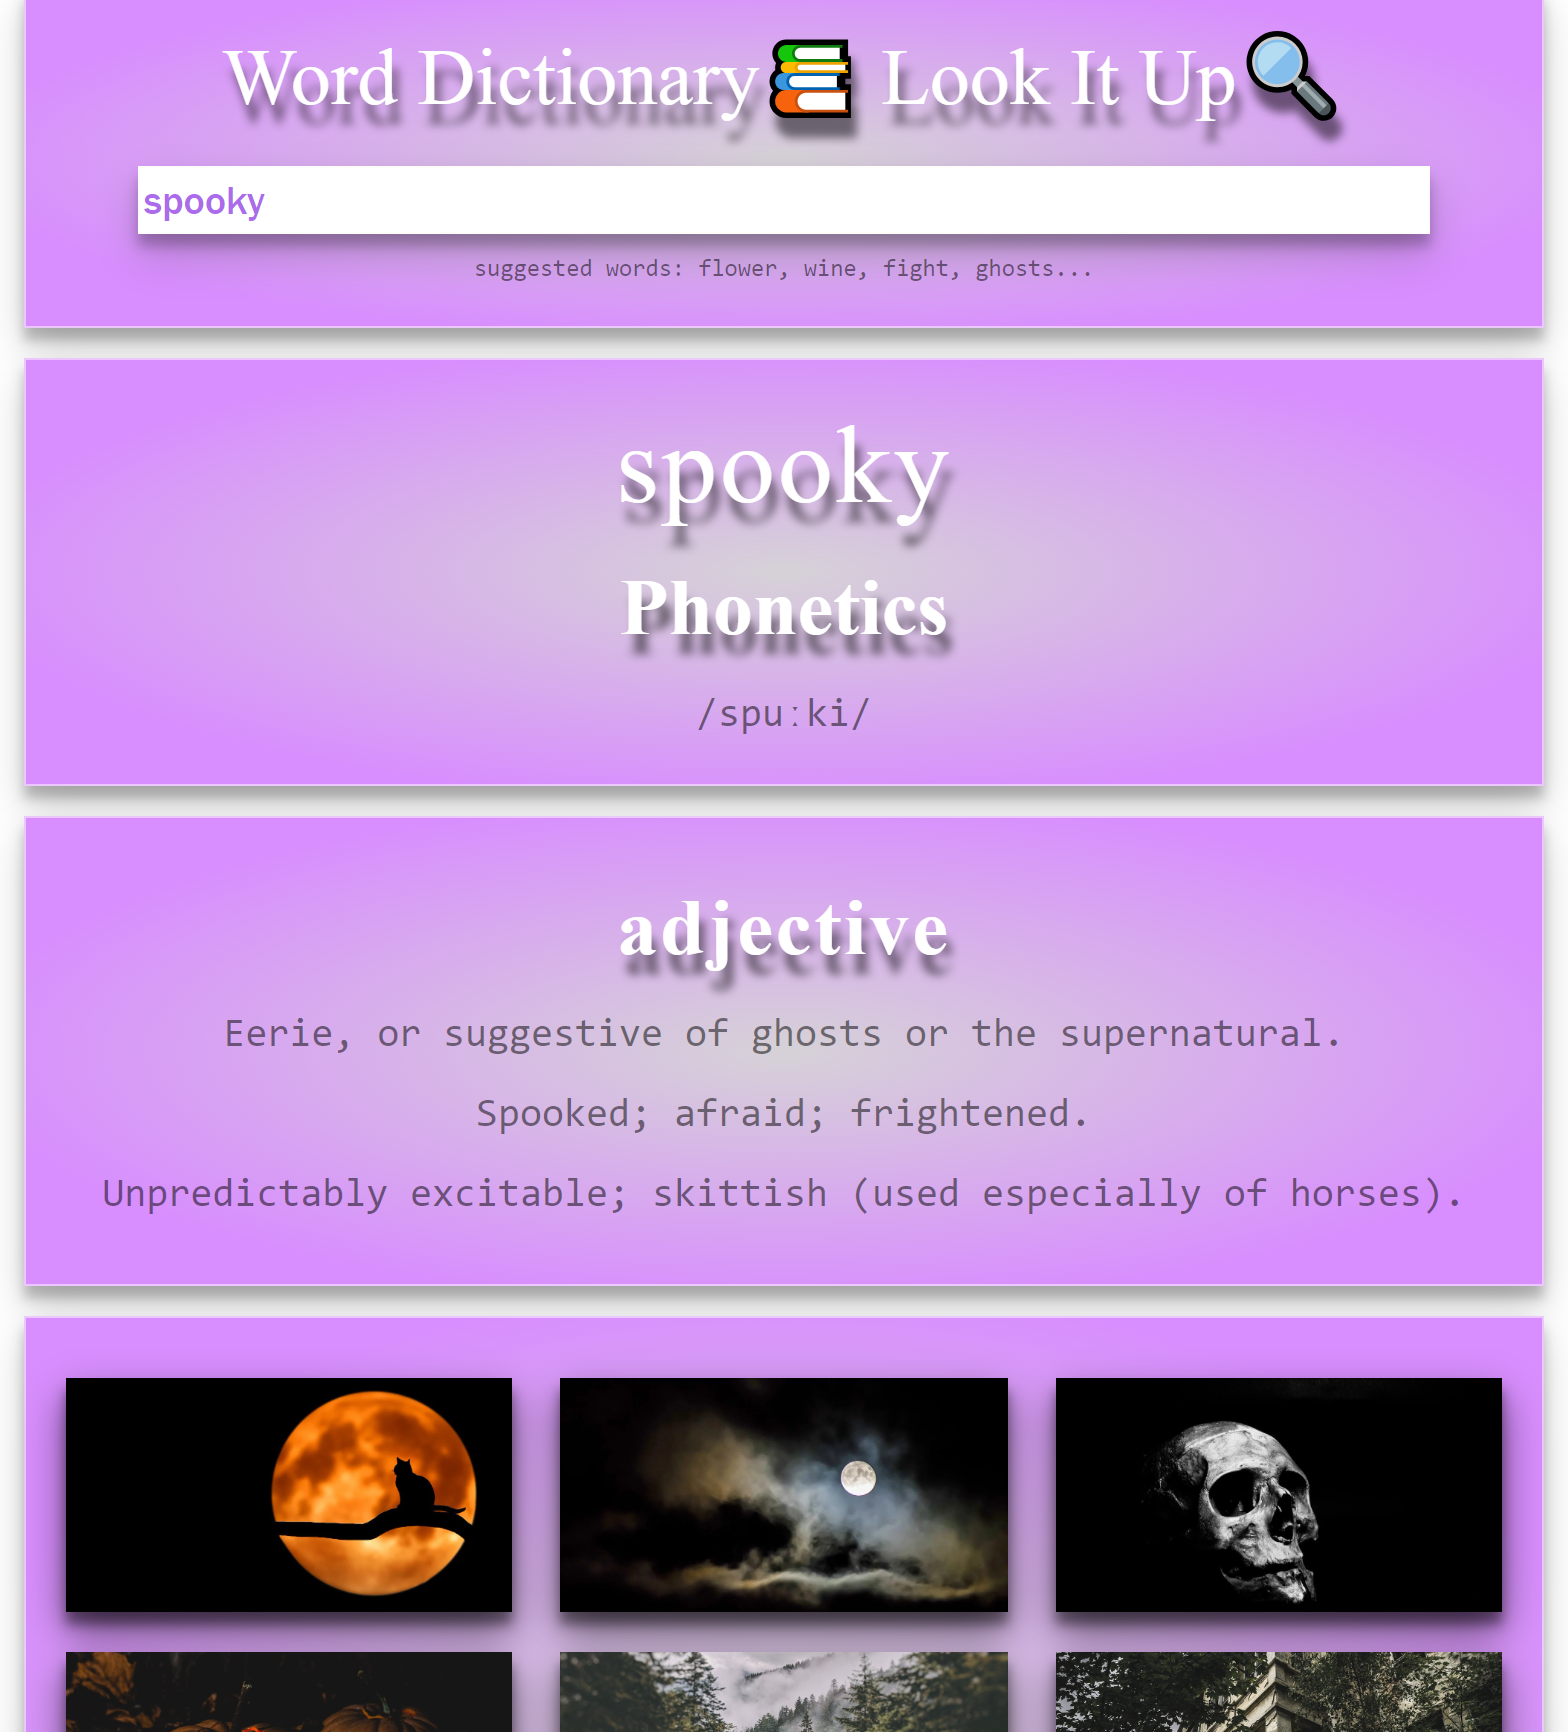 Word Dictionary📚 Look It Up🔍
spooky
suggested words: flower, wine, fight, ghosts...
spooky
Phonetics
/spuːki/
adjective
Eerie, or suggestive of ghosts or the supernatural.
Spooked; afraid; frightened.
Unpredictably excitable; skittish (used especially of horses).